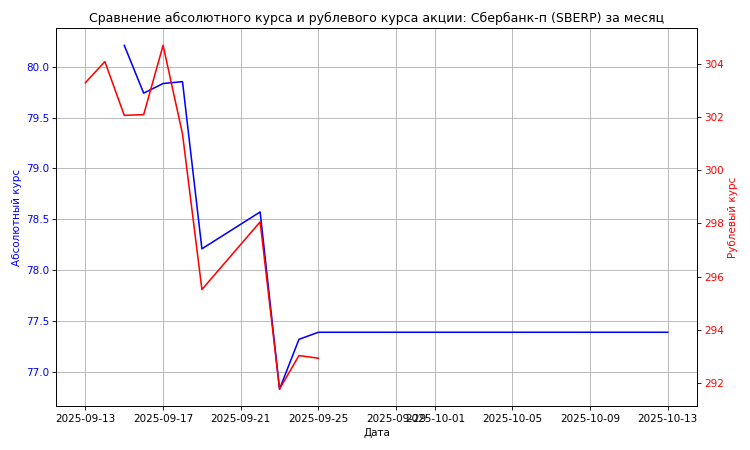 Сравнение абсолютного курса и рублевого курса акции: Сбербанк-п (SBERP) за месяц
80.0
79.5
79.0
78.5
78.0
77.5
77.0
Абсолютный курс
304
302
300
298
296
294
292
Рублевый курс
2025-09-13 2025-09-17 2025-09-21 2025-09-25 2025-09-29 2025-10-01 2025-10-05 2025-10-09 2025-10-13
Дата